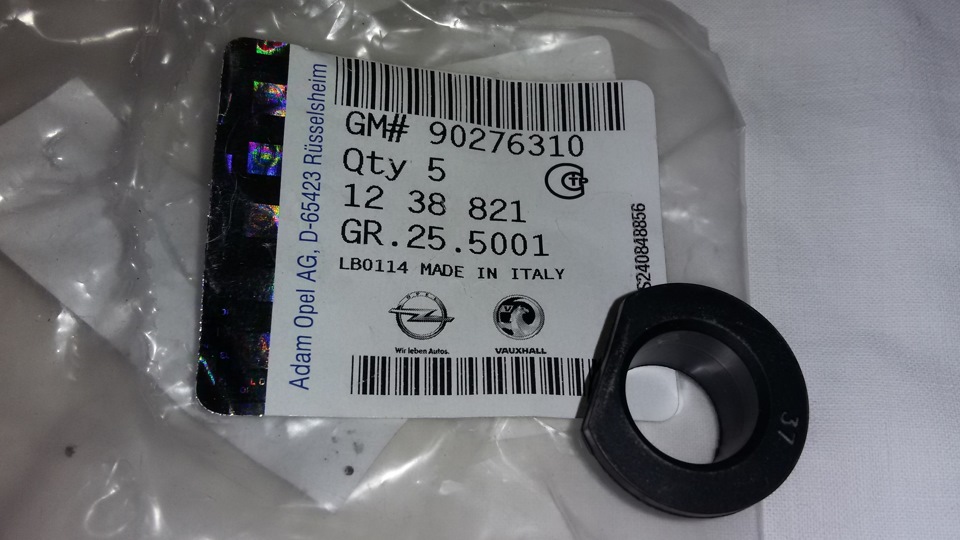 Adam Opel AG, D-65423 Rüsselsheim
GM# 90276310
Qty 5
12 38 821
GR.25.5001
LB0114 MADE IN ITALY
S240848856
OPEL
Wir leben Autos.
VAUXHALL
37